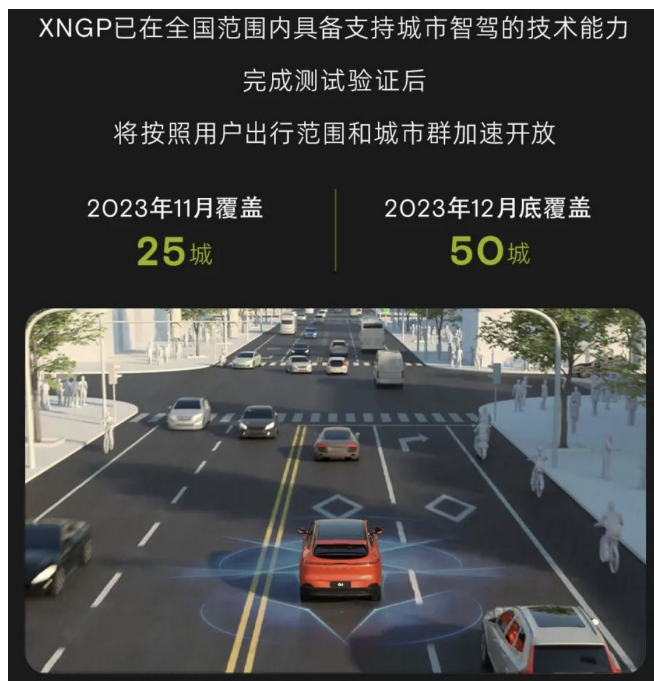 XNGP已在全国范围内具备支持城市智驾的技术能力
完成测试验证后
将按照用户出行范围和城市群加速开放
2023年11月覆盖
25城
2023年12月底覆盖
50城